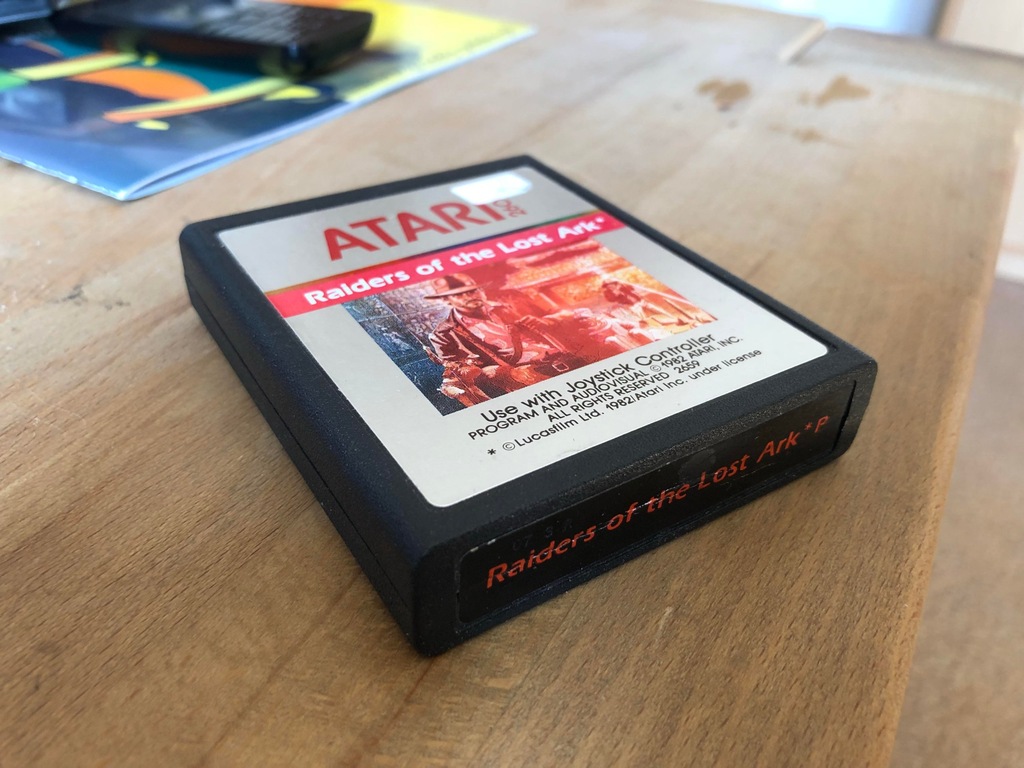 ATARI 2600
Raiders of the Lost Ark*
Use with Joystick Controller
PROGRAM AND AUDIOVISUAL ©1982 ATARI, INC.
ALL RIGHTS RESERVED 2659
* ©Lucasfilm Ltd. 1982/Atari Inc. under license
Raiders of the Lost Ark *P